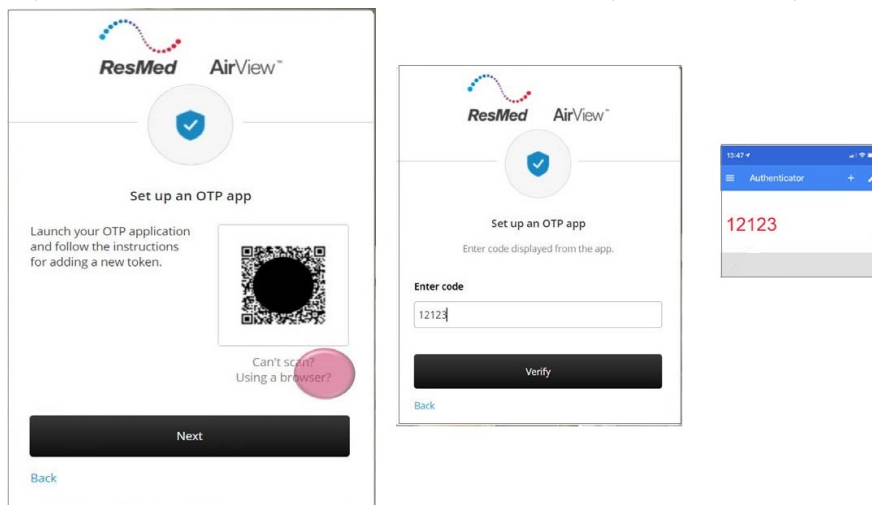 ResMed AirView™
Set up an OTP app
Launch your OTP application
and follow the instructions
for adding a new token.
Can't scan?
Using a browser?
Next
Back
ResMed AirView™
Set up an OTP app
Enter code displayed from the app.
Enter code
12123
Verify
Back
13:47
Authenticator
12123